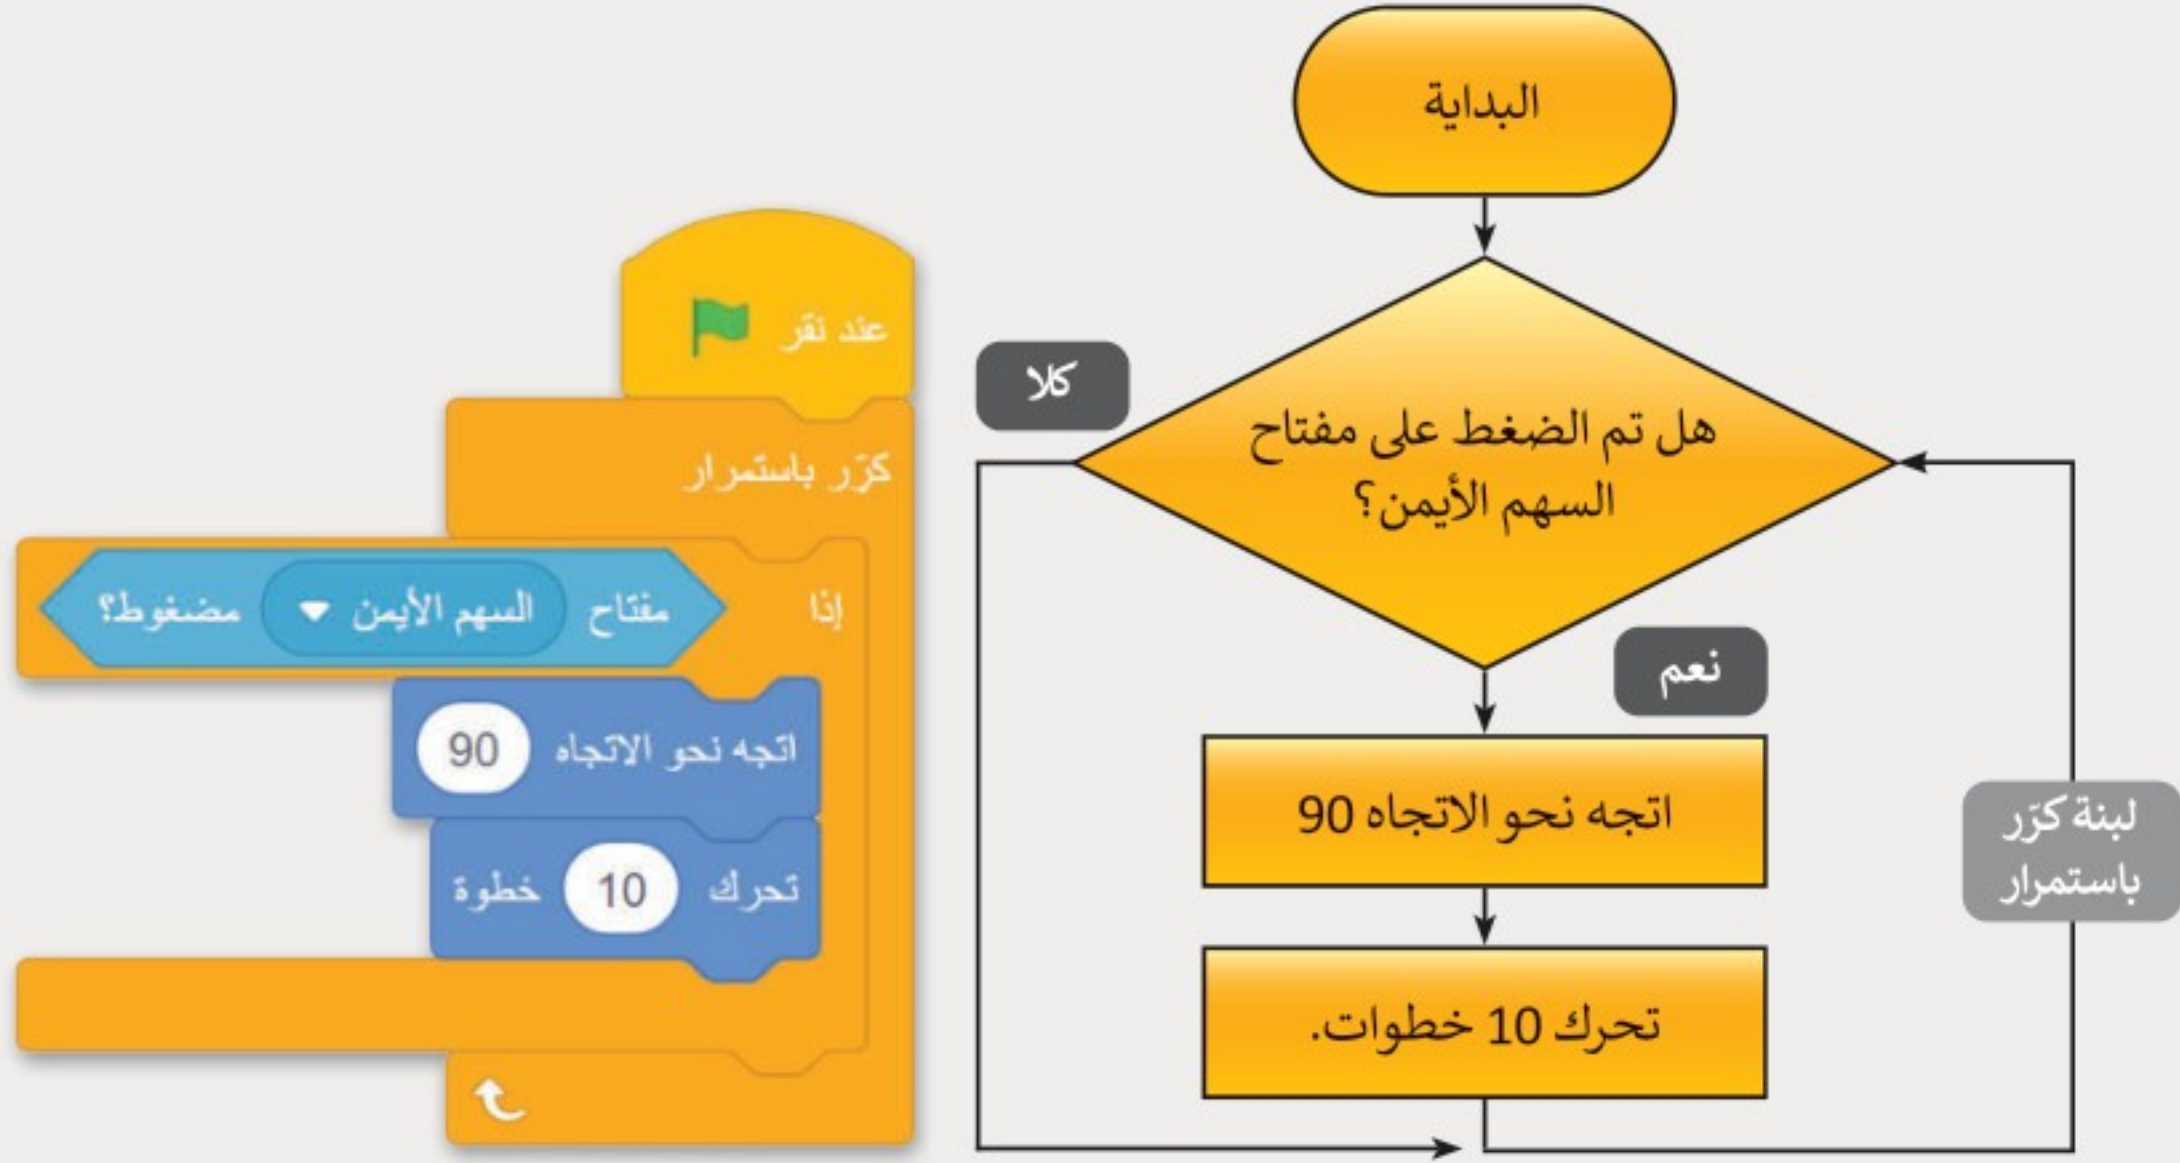 البداية
هل تم الضغط على مفتاح
السهم الأيمن؟
كلا
نعم
اتجه نحو الاتجاه 90
تحرك 10 خطوات.
لبنة كرّر
باستمرار
عند نقر
كرّر باستمرار
إذا مفتاح السهم الأيمن مضغوط؟
اتجه نحو الاتجاه 90
تحرك 10 خطوة